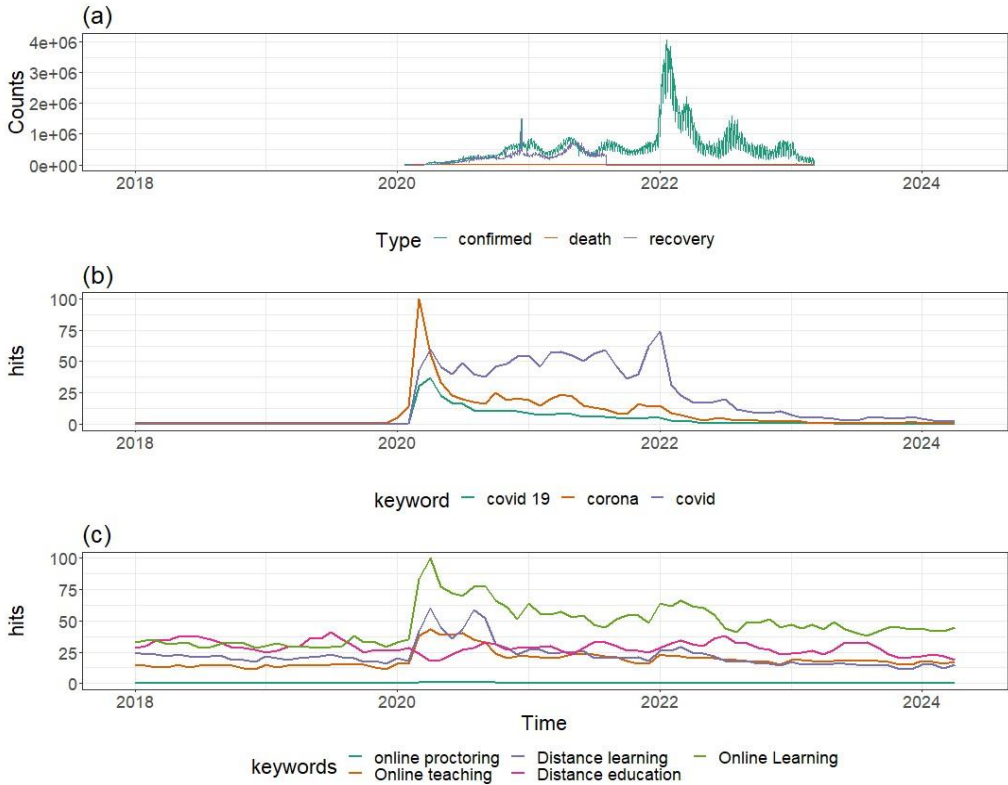 (a)
4e+06
3e+06
2e+06
1e+06
0e+00
Counts
2018 2020 2022 2024
Type confirmed death recovery
(b)
100
75
50
25
0
hits
2018 2020 2022 2024
keyword covid 19 corona covid
(c)
100
75
50
25
0
hits
2018 2020 2022 2024
Time
keywords
online proctoring Distance learning Online Learning
Online teaching Distance education